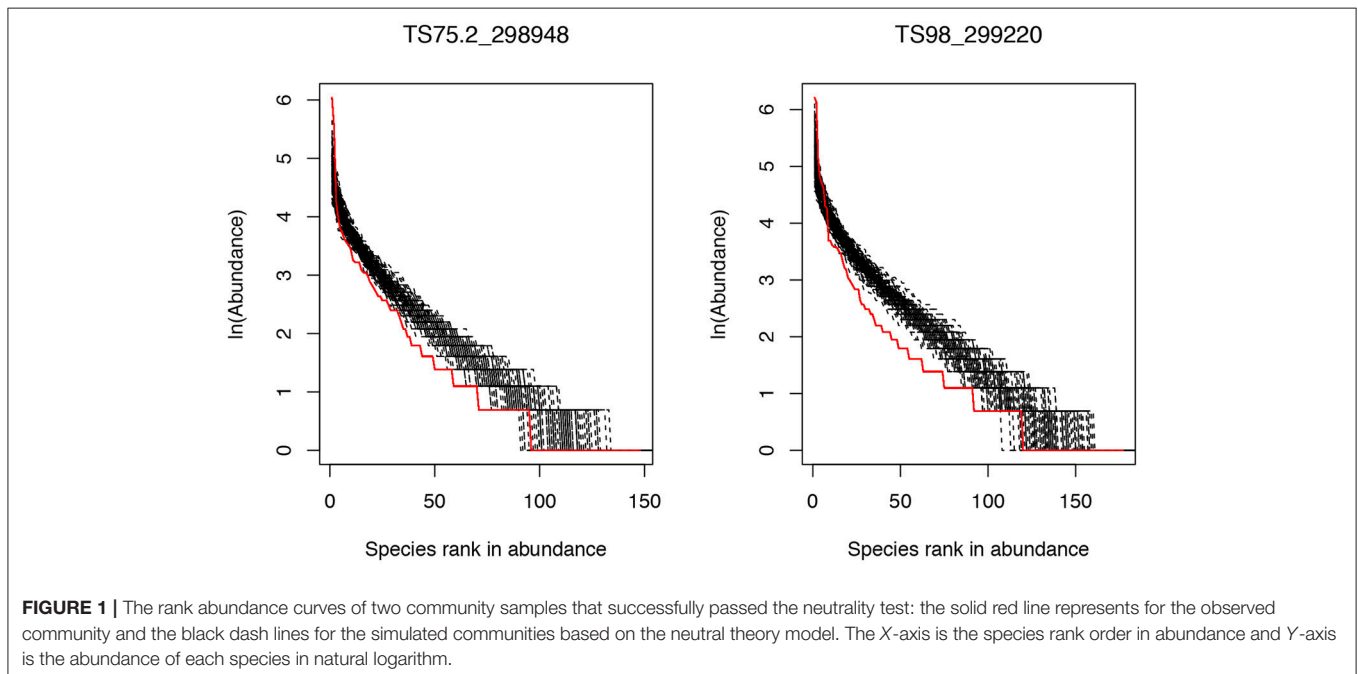 TS75.2_298948
TS98_299220
6
5
4
3
2
1
0
ln(Abundance)
0 50 100 150
Species rank in abundance
6
5
4
3
2
1
0
ln(Abundance)
0 50 100 150
Species rank in abundance
FIGURE 1 | The rank abundance curves of two community samples that successfully passed the neutrality test: the solid red line represents for the observed
community and the black dash lines for the simulated communities based on the neutral theory model. The X-axis is the species rank order in abundance and Y-axis
is the abundance of each species in natural logarithm.